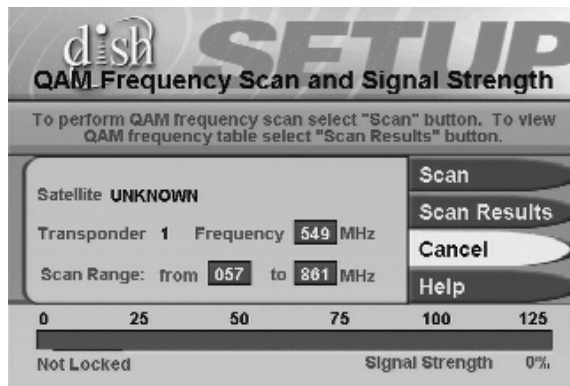 dish SETUP
QAM Frequency Scan and Signal Strength
To perform QAM frequency scan select "Scan" button. To view
QAM frequency table select "Scan Results" button.
Satellite UNKNOWN
Transponder 1 Frequency 549 MHz
Scan Range: from 057 to 861 MHz
Scan
Scan Results
Cancel
Help
0 25 50 75 100 125
Not Locked Signal Strength 0%